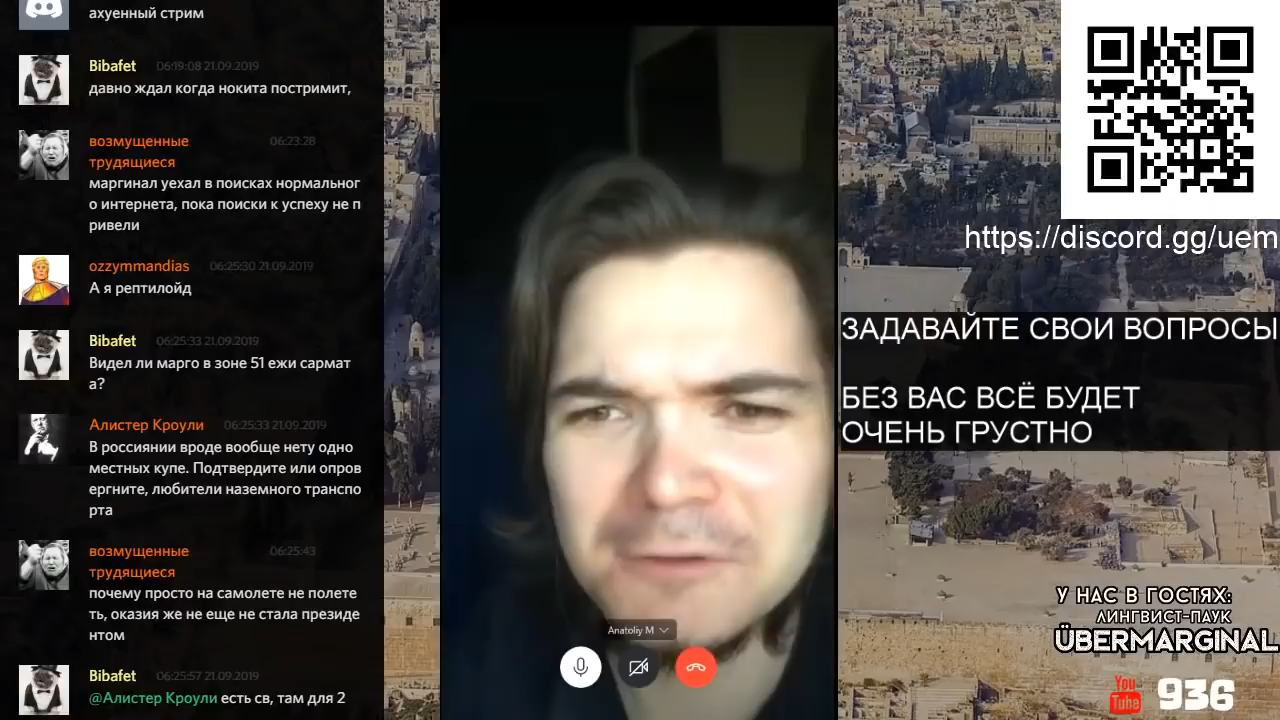 ахуенный стрим
Bibafet 06:19:08 21.09.2019
давно ждал когда нокита постримит,
возмущенные 06:23:28
трудящиеся
маргинал уехал в поисках нормальног
о интернета, пока поиски к успеху не п
ривели
ozzymmandias 06:25:30 21.09.2019
А я рептилойд
Bibafet 06:25:33 21.09.2019
Видел ли марго в зоне 51 ежи сармат
а?
Алистер Кроули 06:25:33 21.09.2019
В россиянии вроде вообще нету одно
местных купе. Подтвердите или опров
ергните, любители наземного транспо
рта
возмущенные 06:25:43
трудящиеся
почему просто на самолете не полете
ть, оказия же не еще не стала президе
нтом
Bibafet 06:25:57 21.09.2019
@Алистер Кроули есть св, там для 2
Anatoliy M
https://discord.gg/uem
ЗАДАВАЙТЕ СВОИ ВОПРОСЫ
БЕЗ ВАС ВСЁ БУДЕТ
ОЧЕНЬ ГРУСТНО
У НАС В ГОСТЯХ:
ЛИНГВИСТ-ПАУК
ÜBERMARGINAL
You Tube 936